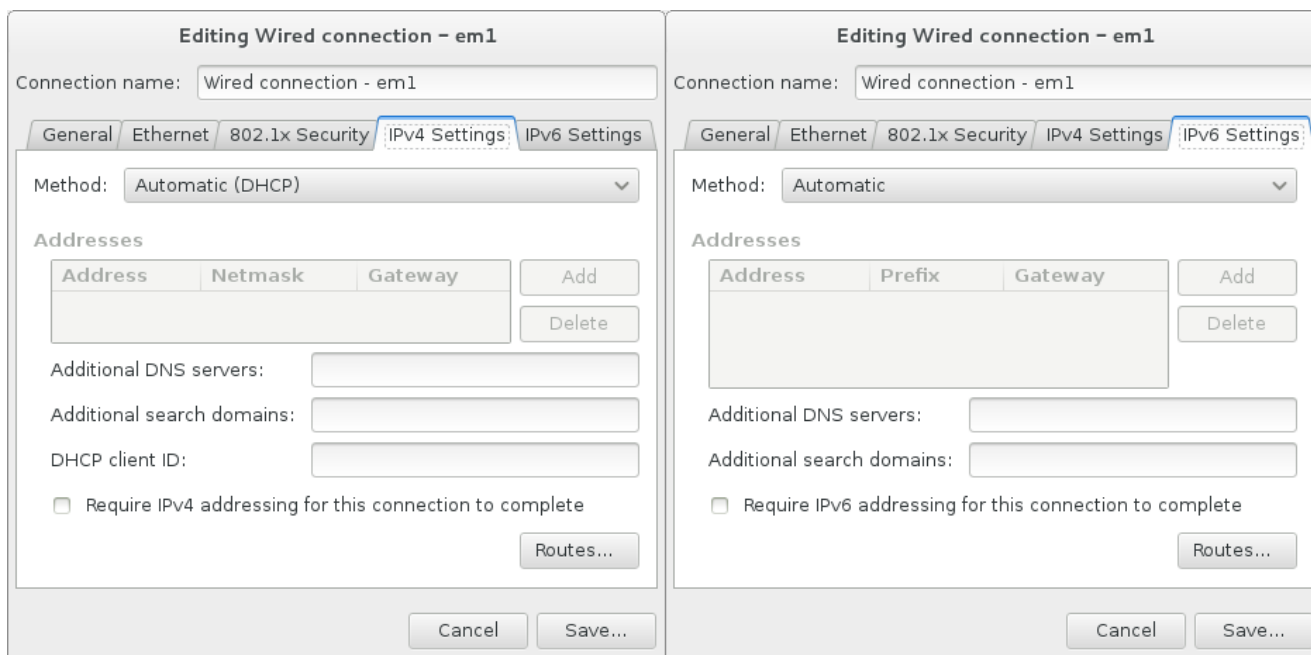 Editing Wired connection – em1
Connection name: Wired connection - em1
General Ethernet 802.1x Security IPv4 Settings IPv6 Settings
Method: Automatic (DHCP)
Addresses
Address Netmask Gateway Add
Delete
Additional DNS servers:
Additional search domains:
DHCP client ID:
Require IPv4 addressing for this connection to complete
Routes...
Cancel Save...
Editing Wired connection – em1
Connection name: Wired connection - em1
General Ethernet 802.1x Security IPv4 Settings IPv6 Settings
Method: Automatic
Addresses
Address Prefix Gateway Add
Delete
Additional DNS servers:
Additional search domains:
Require IPv6 addressing for this connection to complete
Routes...
Cancel Save...